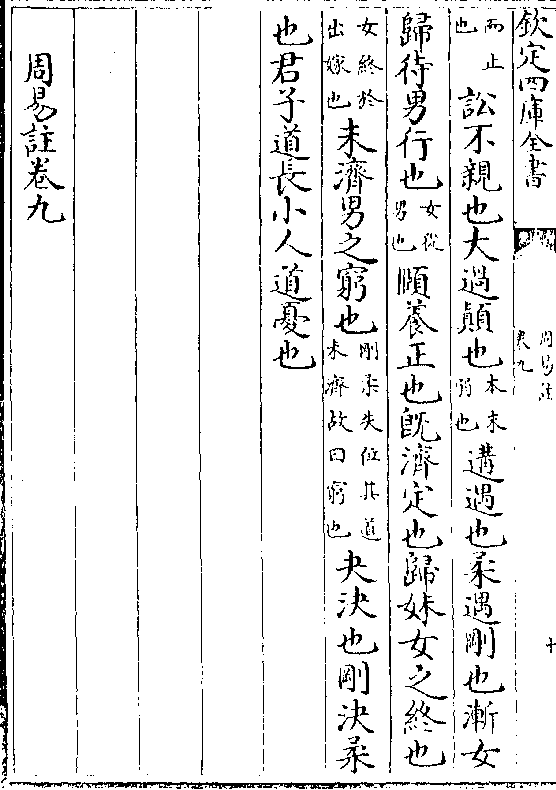 欽定四庫全書
周易註
卷九
十
而止
也
訟不親也大過顛也
本末
弱也
遘遇也柔遇剛也漸女
歸待男行也
女從
男也
頤養正也既濟定也歸妹女之終也
女終於
出嫁也
未濟男之窮也
剛柔失位其道
未濟故曰窮也
夬決也剛決柔
也君子道長小人道憂也
周易註卷九